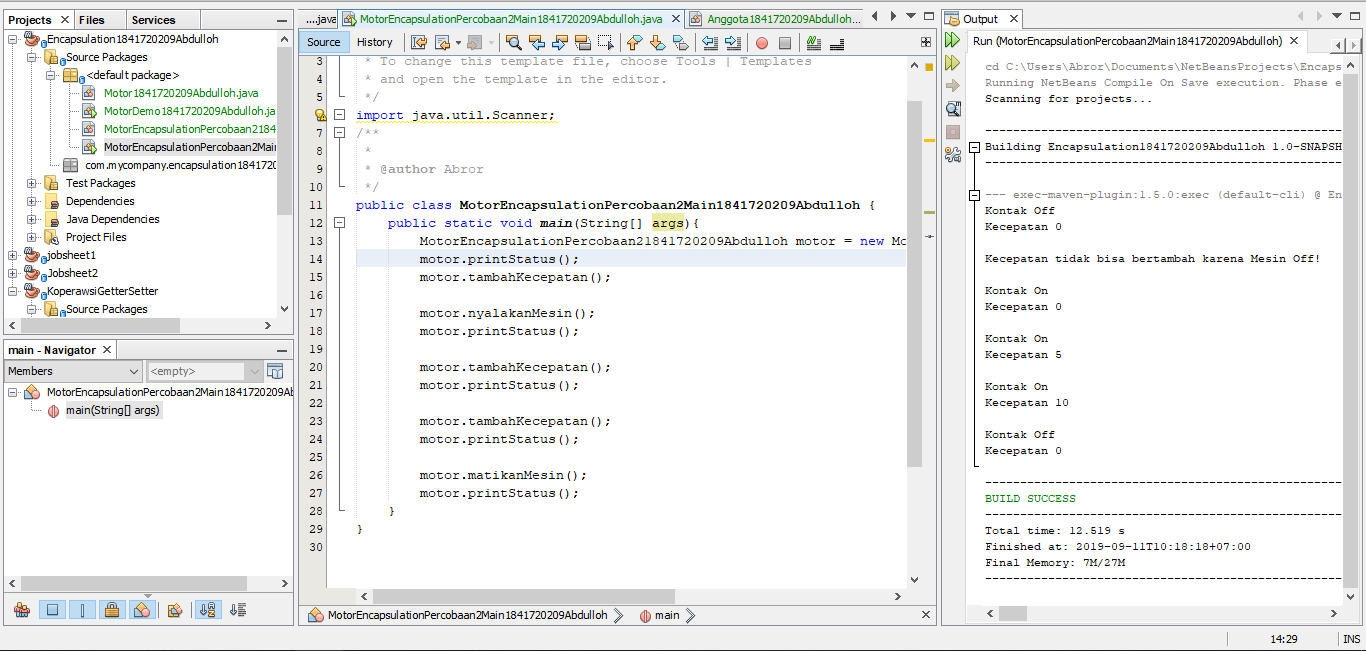 Projects
Files
Services
Encapsulation1841720209Abdulloh
Source Packages
<default package>
Motor1841720209Abdulloh.java
MotorDemo1841720209Abdulloh.ja
MotorEncapsulationPercobaan2184
MotorEncapsulationPercobaan2Mai
com.mycompany.encapsulation184172
Test Packages
Dependencies
Java Dependencies
Project Files
jobsheet1
Jobsheet2
KoperawsiGetterSetter
Source Packages
main - Navigator
Members
<empty>
MotorEncapsulationPercobaan2Main1841720209Ab
main(String[] args)
....java
MotorEncapsulationPercobaan2Main1841720209Abdulloh.java
Anggota1841720209Abdulloh...
Source
History
3 * To change this template file, choose Tools | Templates
4 * and open the template in the editor.
5 */
import java.util.Scanner;
7 /**
8 *
9 * @author Abror
10 */
11 public class MotorEncapsulationPercobaan2Main1841720209Abdulloh {
12 public static void main(String[] args){
13 MotorEncapsulationPercobaan21841720209Abdulloh motor = new Mo
14 motor.printStatus();
15 motor.tambahKecepatan();
16
17 motor.nyalakanMesin();
18 motor.printStatus();
19
20 motor.tambahKecepatan();
21 motor.printStatus();
22
23 motor.tambahKecepatan();
24 motor.printStatus();
25
26 motor.matikanMesin();
27 motor.printStatus();
28 }
29 }
30
MotorEncapsulationPercobaan2Main1841720209Abdulloh
main
Output
Run (MotorEncapsulationPercobaan2Main1841720209Abdulloh)
cd C:\Users\Abror\Documents\NetBeansProjects\Encaps
Running NetBeans Compile On Save execution. Phase e
Scanning for projects...
------------------------------------------------
Building Encapsulation1841720209Abdulloh 1.0-SNAPSH
------------------------------------------------
--- exec-maven-plugin:1.5.0:exec (default-cli) @ En
Kontak Off
Kecepatan 0
Kecepatan tidak bisa bertambah karena Mesin Off!
Kontak On
Kecepatan 0
Kontak On
Kecepatan 5
Kontak On
Kecepatan 10
Kontak Off
Kecepatan 0
------------------------------------------------
BUILD SUCCESS
------------------------------------------------
Total time: 12.519 s
Finished at: 2019-09-11T10:18:18+07:00
Final Memory: 7M/27M
------------------------------------------------
14:29
INS